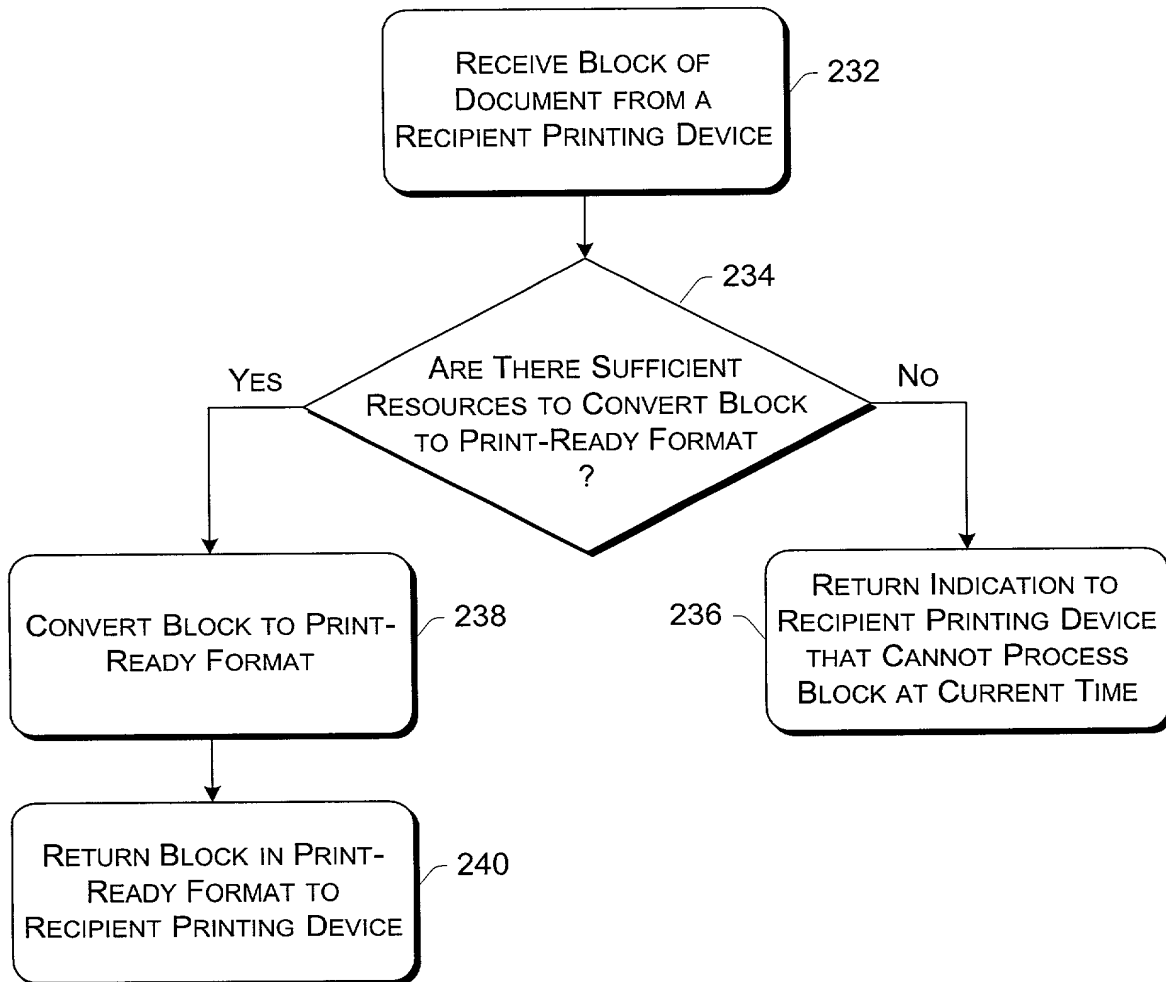 RECEIVE BLOCK OF
DOCUMENT FROM A
RECIPIENT PRINTING DEVICE
232
234
ARE THERE SUFFICIENT
RESOURCES TO CONVERT BLOCK
TO PRINT-READY FORMAT
?
YES
NO
CONVERT BLOCK TO PRINT-
READY FORMAT
238
236
RETURN INDICATION TO
RECIPIENT PRINTING DEVICE
THAT CANNOT PROCESS
BLOCK AT CURRENT TIME
RETURN BLOCK IN PRINT-
READY FORMAT TO
RECIPIENT PRINTING DEVICE
240